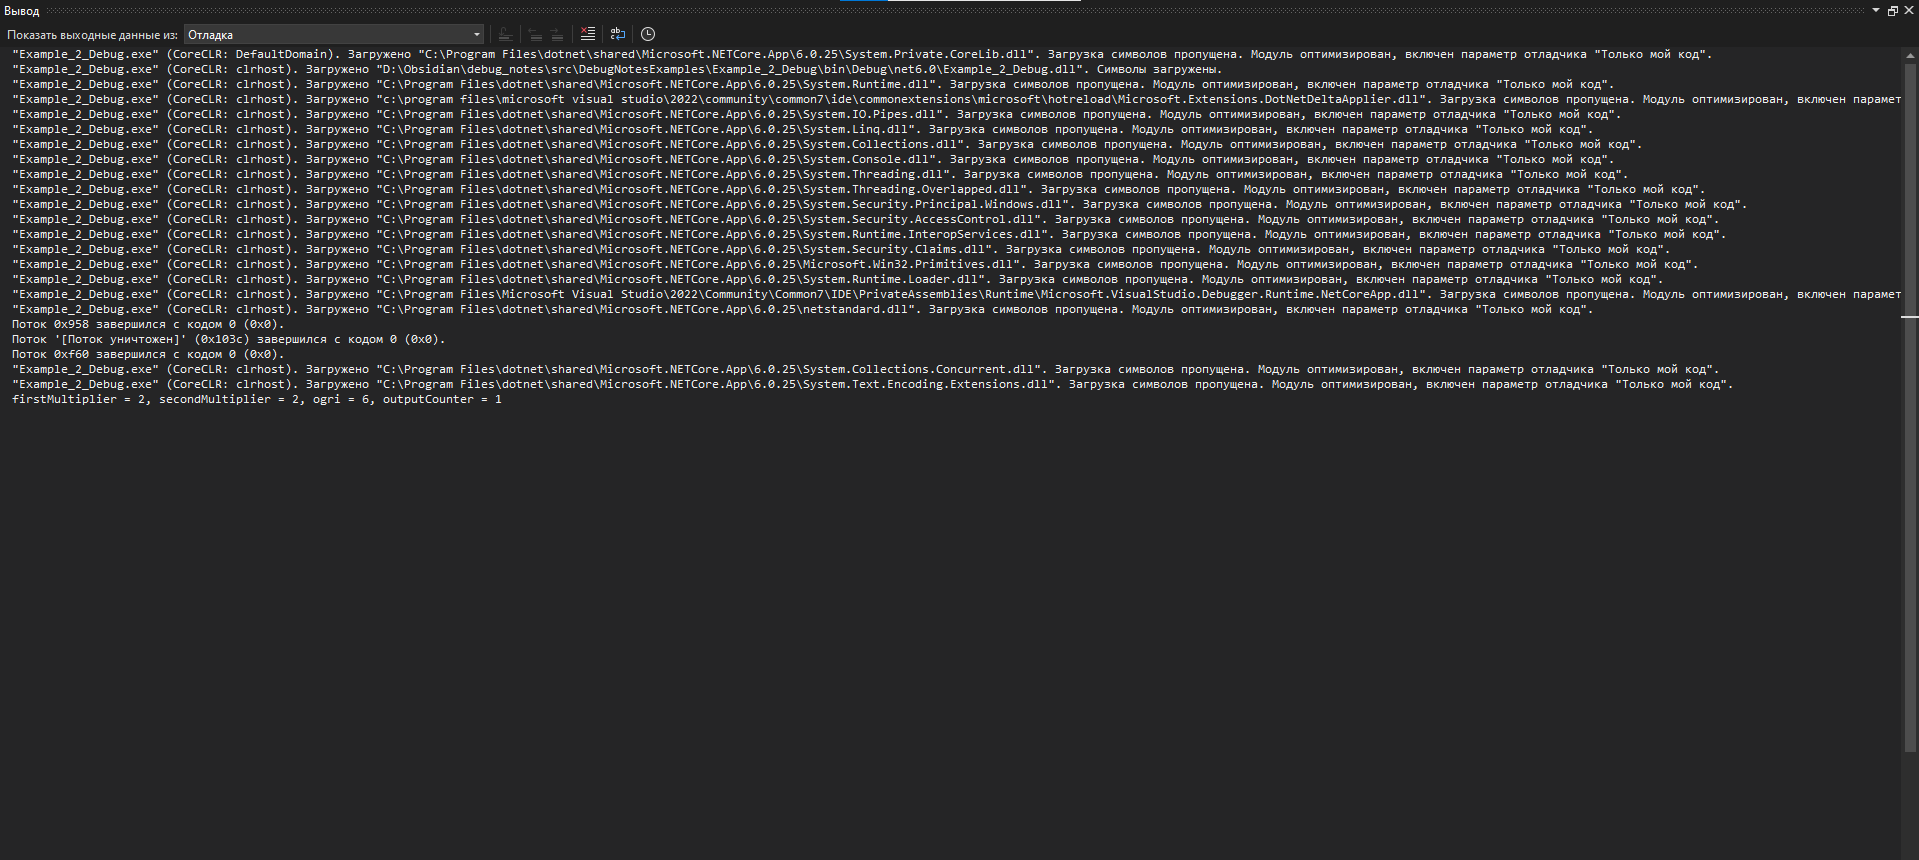 Вывод
Показать выходные данные из: Отладка
"Example_2_Debug.exe" (CoreCLR: DefaultDomain). Загружено "C:\Program Files\dotnet\shared\Microsoft.NETCore.App\6.0.25\System.Private.CoreLib.dll". Загрузка символов пропущена. Модуль оптимизирован, включен параметр отладчика "Только мой код".
"Example_2_Debug.exe" (CoreCLR: clrhost). Загружено "D:\Obsidian\debug_notes\src\DebugNotesExamples\Example_2_Debug\bin\Debug\net6.0\Example_2_Debug.dll". Символы загружены.
"Example_2_Debug.exe" (CoreCLR: clrhost). Загружено "C:\Program Files\dotnet\shared\Microsoft.NETCore.App\6.0.25\System.Runtime.dll". Загрузка символов пропущена. Модуль оптимизирован, включен параметр отладчика "Только мой код".
"Example_2_Debug.exe" (CoreCLR: clrhost). Загружено "c:\program files\microsoft visual studio\2022\community\common7\ide\commonextensions\microsoft\hotreload\Microsoft.Extensions.DotNetDeltaApplier.dll". Загрузка символов пропущена. Модуль оптимизирован, включен парамет
"Example_2_Debug.exe" (CoreCLR: clrhost). Загружено "C:\Program Files\dotnet\shared\Microsoft.NETCore.App\6.0.25\System.IO.Pipes.dll". Загрузка символов пропущена. Модуль оптимизирован, включен параметр отладчика "Только мой код".
"Example_2_Debug.exe" (CoreCLR: clrhost). Загружено "C:\Program Files\dotnet\shared\Microsoft.NETCore.App\6.0.25\System.Linq.dll". Загрузка символов пропущена. Модуль оптимизирован, включен параметр отладчика "Только мой код".
"Example_2_Debug.exe" (CoreCLR: clrhost). Загружено "C:\Program Files\dotnet\shared\Microsoft.NETCore.App\6.0.25\System.Collections.dll". Загрузка символов пропущена. Модуль оптимизирован, включен параметр отладчика "Только мой код".
"Example_2_Debug.exe" (CoreCLR: clrhost). Загружено "C:\Program Files\dotnet\shared\Microsoft.NETCore.App\6.0.25\System.Console.dll". Загрузка символов пропущена. Модуль оптимизирован, включен параметр отладчика "Только мой код".
"Example_2_Debug.exe" (CoreCLR: clrhost). Загружено "C:\Program Files\dotnet\shared\Microsoft.NETCore.App\6.0.25\System.Threading.dll". Загрузка символов пропущена. Модуль оптимизирован, включен параметр отладчика "Только мой код".
"Example_2_Debug.exe" (CoreCLR: clrhost). Загружено "C:\Program Files\dotnet\shared\Microsoft.NETCore.App\6.0.25\System.Threading.Overlapped.dll". Загрузка символов пропущена. Модуль оптимизирован, включен параметр отладчика "Только мой код".
"Example_2_Debug.exe" (CoreCLR: clrhost). Загружено "C:\Program Files\dotnet\shared\Microsoft.NETCore.App\6.0.25\System.Security.Principal.Windows.dll". Загрузка символов пропущена. Модуль оптимизирован, включен параметр отладчика "Только мой код".
"Example_2_Debug.exe" (CoreCLR: clrhost). Загружено "C:\Program Files\dotnet\shared\Microsoft.NETCore.App\6.0.25\System.Security.AccessControl.dll". Загрузка символов пропущена. Модуль оптимизирован, включен параметр отладчика "Только мой код".
"Example_2_Debug.exe" (CoreCLR: clrhost). Загружено "C:\Program Files\dotnet\shared\Microsoft.NETCore.App\6.0.25\System.Runtime.InteropServices.dll". Загрузка символов пропущена. Модуль оптимизирован, включен параметр отладчика "Только мой код".
"Example_2_Debug.exe" (CoreCLR: clrhost). Загружено "C:\Program Files\dotnet\shared\Microsoft.NETCore.App\6.0.25\System.Security.Claims.dll". Загрузка символов пропущена. Модуль оптимизирован, включен параметр отладчика "Только мой код".
"Example_2_Debug.exe" (CoreCLR: clrhost). Загружено "C:\Program Files\dotnet\shared\Microsoft.NETCore.App\6.0.25\Microsoft.Win32.Primitives.dll". Загрузка символов пропущена. Модуль оптимизирован, включен параметр отладчика "Только мой код".
"Example_2_Debug.exe" (CoreCLR: clrhost). Загружено "C:\Program Files\dotnet\shared\Microsoft.NETCore.App\6.0.25\System.Runtime.Loader.dll". Загрузка символов пропущена. Модуль оптимизирован, включен параметр отладчика "Только мой код".
"Example_2_Debug.exe" (CoreCLR: clrhost). Загружено "C:\Program Files\Microsoft Visual Studio\2022\Community\Common7\IDE\PrivateAssemblies\Runtime\Microsoft.VisualStudio.Debugger.Runtime.NetCoreApp.dll". Загрузка символов пропущена. Модуль оптимизирован, включен парамет
"Example_2_Debug.exe" (CoreCLR: clrhost). Загружено "C:\Program Files\dotnet\shared\Microsoft.NETCore.App\6.0.25\netstandard.dll". Загрузка символов пропущена. Модуль оптимизирован, включен параметр отладчика "Только мой код".
Поток 0x958 завершился с кодом 0 (0x0).
Поток '[Поток уничтожен]' (0x103c) завершился с кодом 0 (0x0).
Поток 0xf60 завершился с кодом 0 (0x0).
"Example_2_Debug.exe" (CoreCLR: clrhost). Загружено "C:\Program Files\dotnet\shared\Microsoft.NETCore.App\6.0.25\System.Collections.Concurrent.dll". Загрузка символов пропущена. Модуль оптимизирован, включен параметр отладчика "Только мой код".
"Example_2_Debug.exe" (CoreCLR: clrhost). Загружено "C:\Program Files\dotnet\shared\Microsoft.NETCore.App\6.0.25\System.Text.Encoding.Extensions.dll". Загрузка символов пропущена. Модуль оптимизирован, включен параметр отладчика "Только мой код".
firstMultiplier = 2, secondMultiplier = 2, ogri = 6, outputCounter = 1